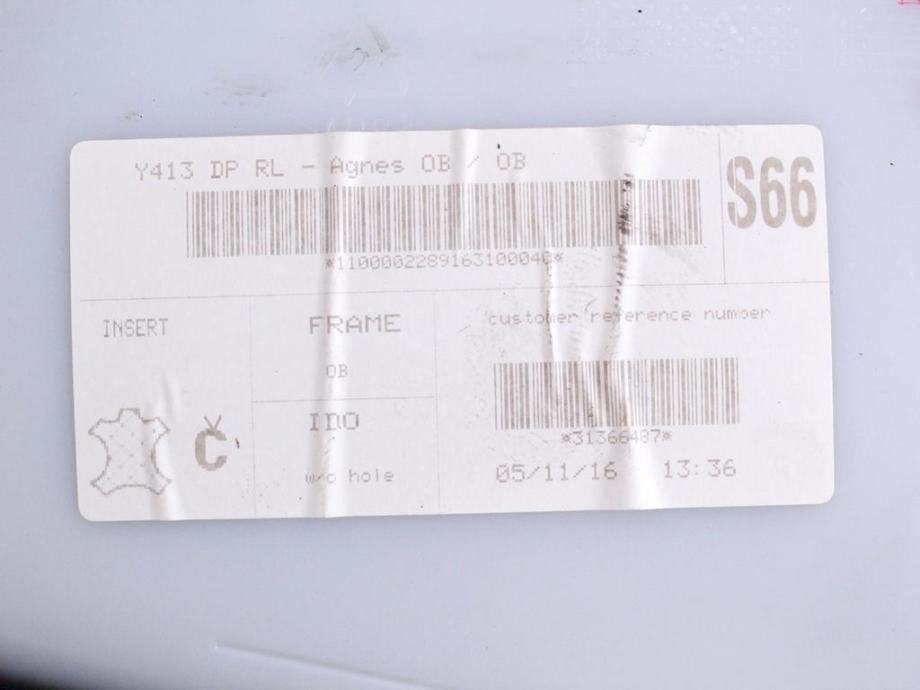 Y413 DP RL - Agnes OB / OB
S66
*1100002289163100040*
INSERT
FRAME
customer reference number
OB
Č
IDO
*31366487*
w/o hole
05/11/16 13:36